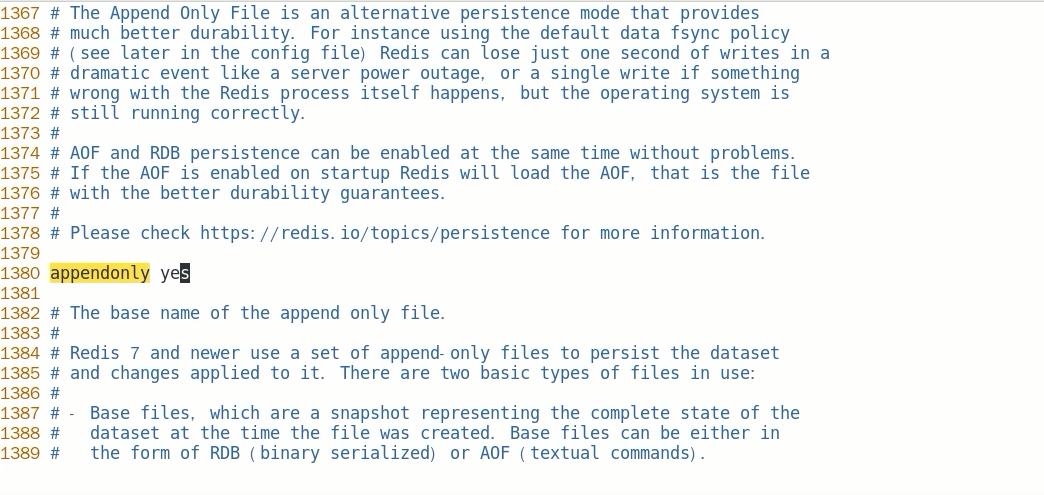 1367 # The Append Only File is an alternative persistence mode that provides
1368 # much better durability. For instance using the default data fsync policy
1369 # (see later in the config file) Redis can lose just one second of writes in a
1370 # dramatic event like a server power outage, or a single write if something
1371 # wrong with the Redis process itself happens, but the operating system is
1372 # still running correctly.
1373 #
1374 # AOF and RDB persistence can be enabled at the same time without problems.
1375 # If the AOF is enabled on startup Redis will load the AOF, that is the file
1376 # with the better durability guarantees.
1377 #
1378 # Please check https://redis.io/topics/persistence for more information.
1379
1380 appendonly yes
1381
1382 # The base name of the append only file.
1383 #
1384 # Redis 7 and newer use a set of append-only files to persist the dataset
1385 # and changes applied to it. There are two basic types of files in use:
1386 #
1387 # - Base files, which are a snapshot representing the complete state of the
1388 #   dataset at the time the file was created. Base files can be either in
1389 #   the form of RDB (binary serialized) or AOF (textual commands).